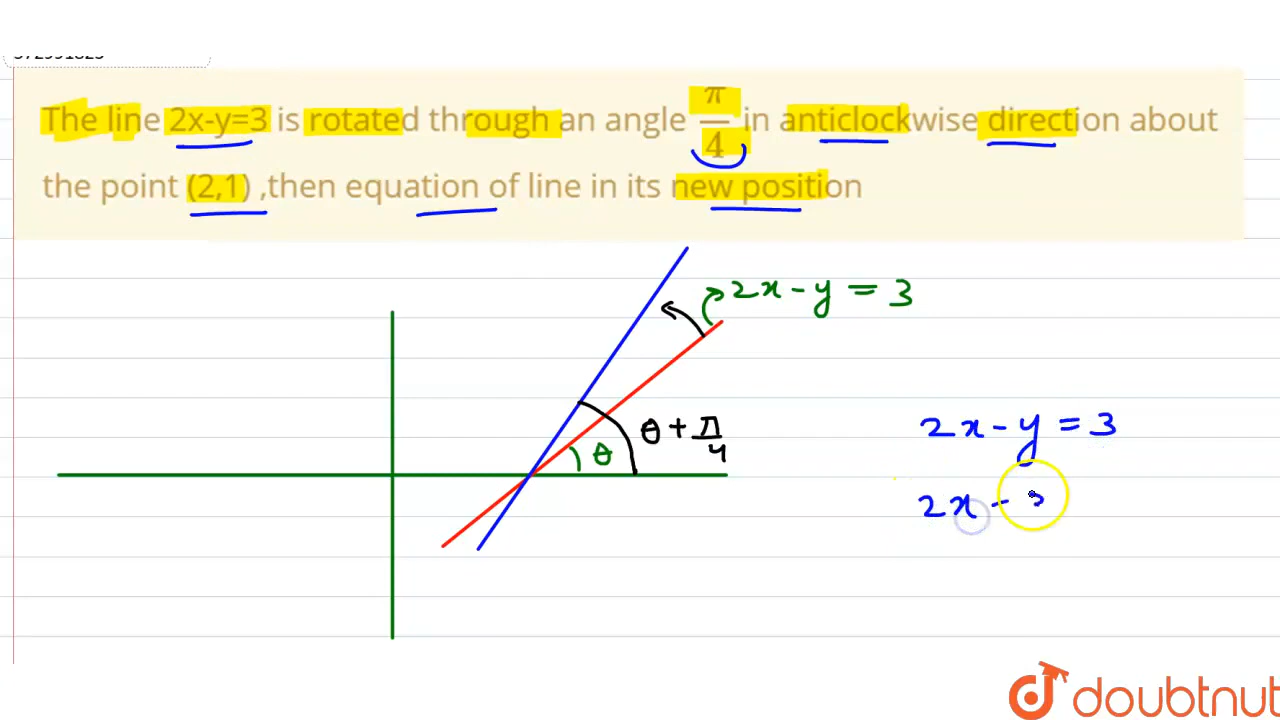 The line 2x-y=3 is rotated through an angle π/4 in anticlockwise direction about
the point (2,1) ,then equation of line in its new position
2x - y = 3
θ + π/4
θ
2x - y = 3
2x - 3
doubtnut